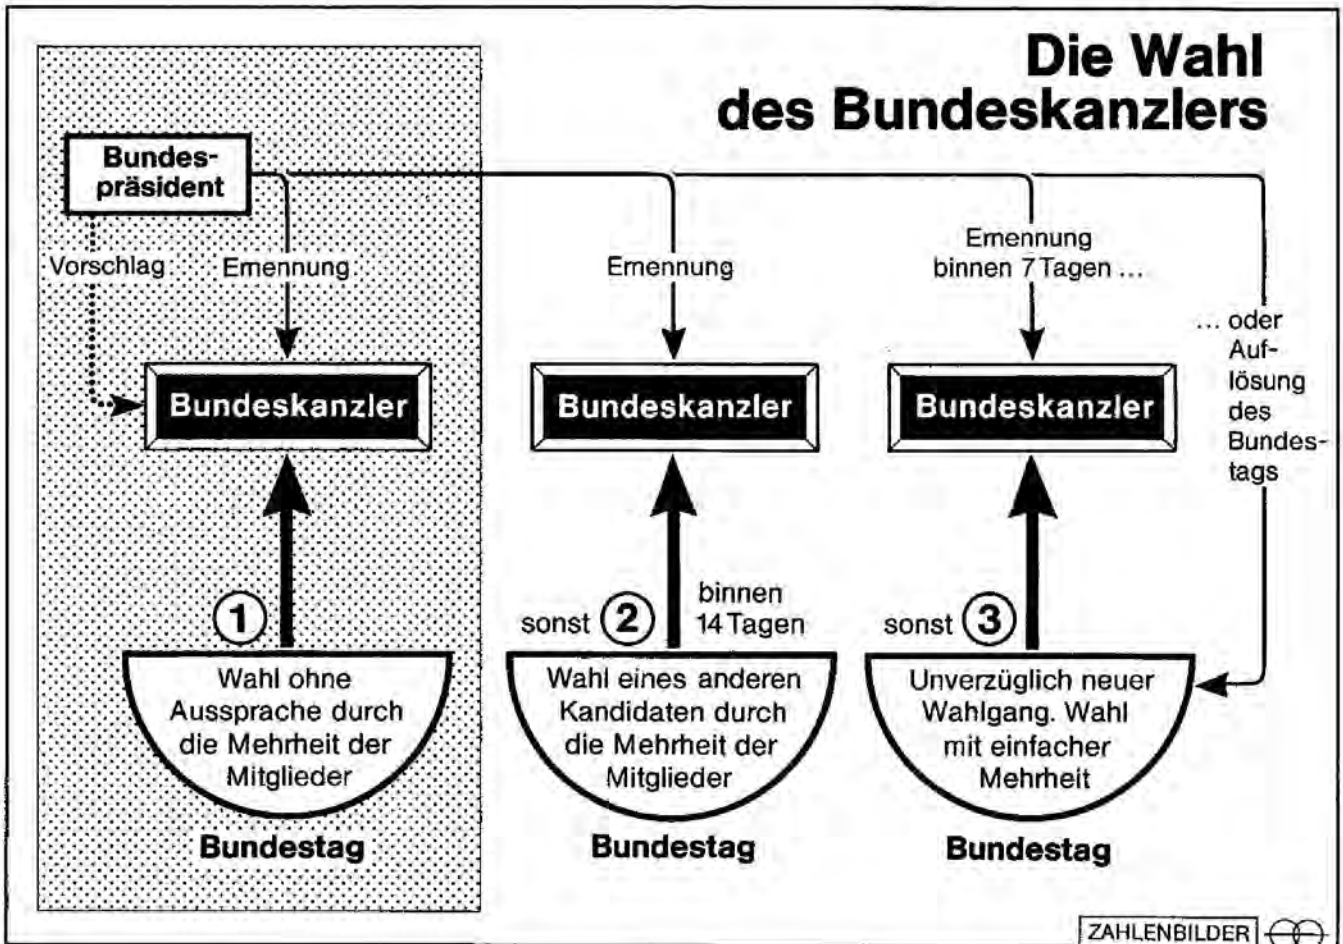 Die Wahl
des Bundeskanzlers
Bundes-
präsident
Vorschlag
Ernennung
Bundeskanzler
1
Wahl ohne
Aussprache durch
die Mehrheit der
Mitglieder
Bundestag
Ernennung
Bundeskanzler
sonst 2
binnen
14 Tagen
Wahl eines anderen
Kandidaten durch
die Mehrheit der
Mitglieder
Bundestag
Ernennung
binnen 7 Tagen ...
Bundeskanzler
sonst 3
Unverzüglich neuer
Wahlgang. Wahl
mit einfacher
Mehrheit
Bundestag
... oder
Auf-
lösung
des
Bundes-
tags
ZAHLENBILDER